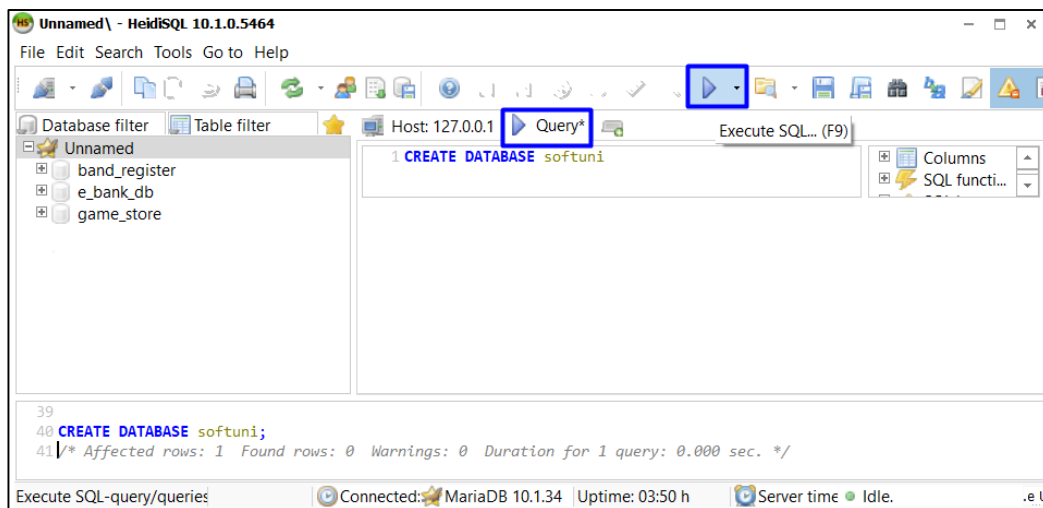 Unnamed\ - HeidiSQL 10.1.0.5464
File Edit Search Tools Go to Help
Database filter Table filter Host: 127.0.0.1 Query* Execute SQL... (F9)
Unnamed
band_register
e_bank_db
game_store
1 CREATE DATABASE softuni
Columns
SQL functi...
39
40 CREATE DATABASE softuni;
41 /* Affected rows: 1 Found rows: 0 Warnings: 0 Duration for 1 query: 0.000 sec. */
Execute SQL-query/queries Connected: MariaDB 10.1.34 Uptime: 03:50 h Server time Idle.